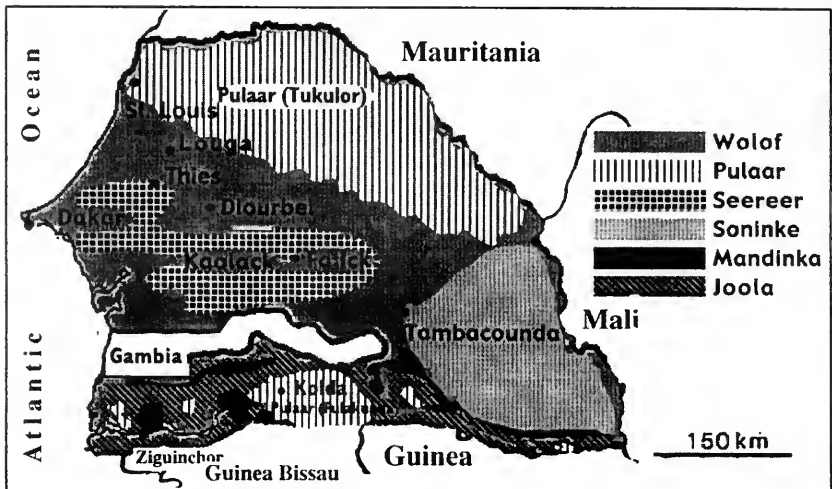 Atlantic Ocean
Mauritania
Pulaar (Tukulor)
St. Louis
Louga
Thies
Dlourbel
Dakar
Kaolack
Fatick
Gambia
Tambacounda
Mali
Kolda
Ziguinchor
Guinea Bissau
Guinea
Wolof
Pulaar
Seereer
Soninke
Mandinka
Joola
150 km